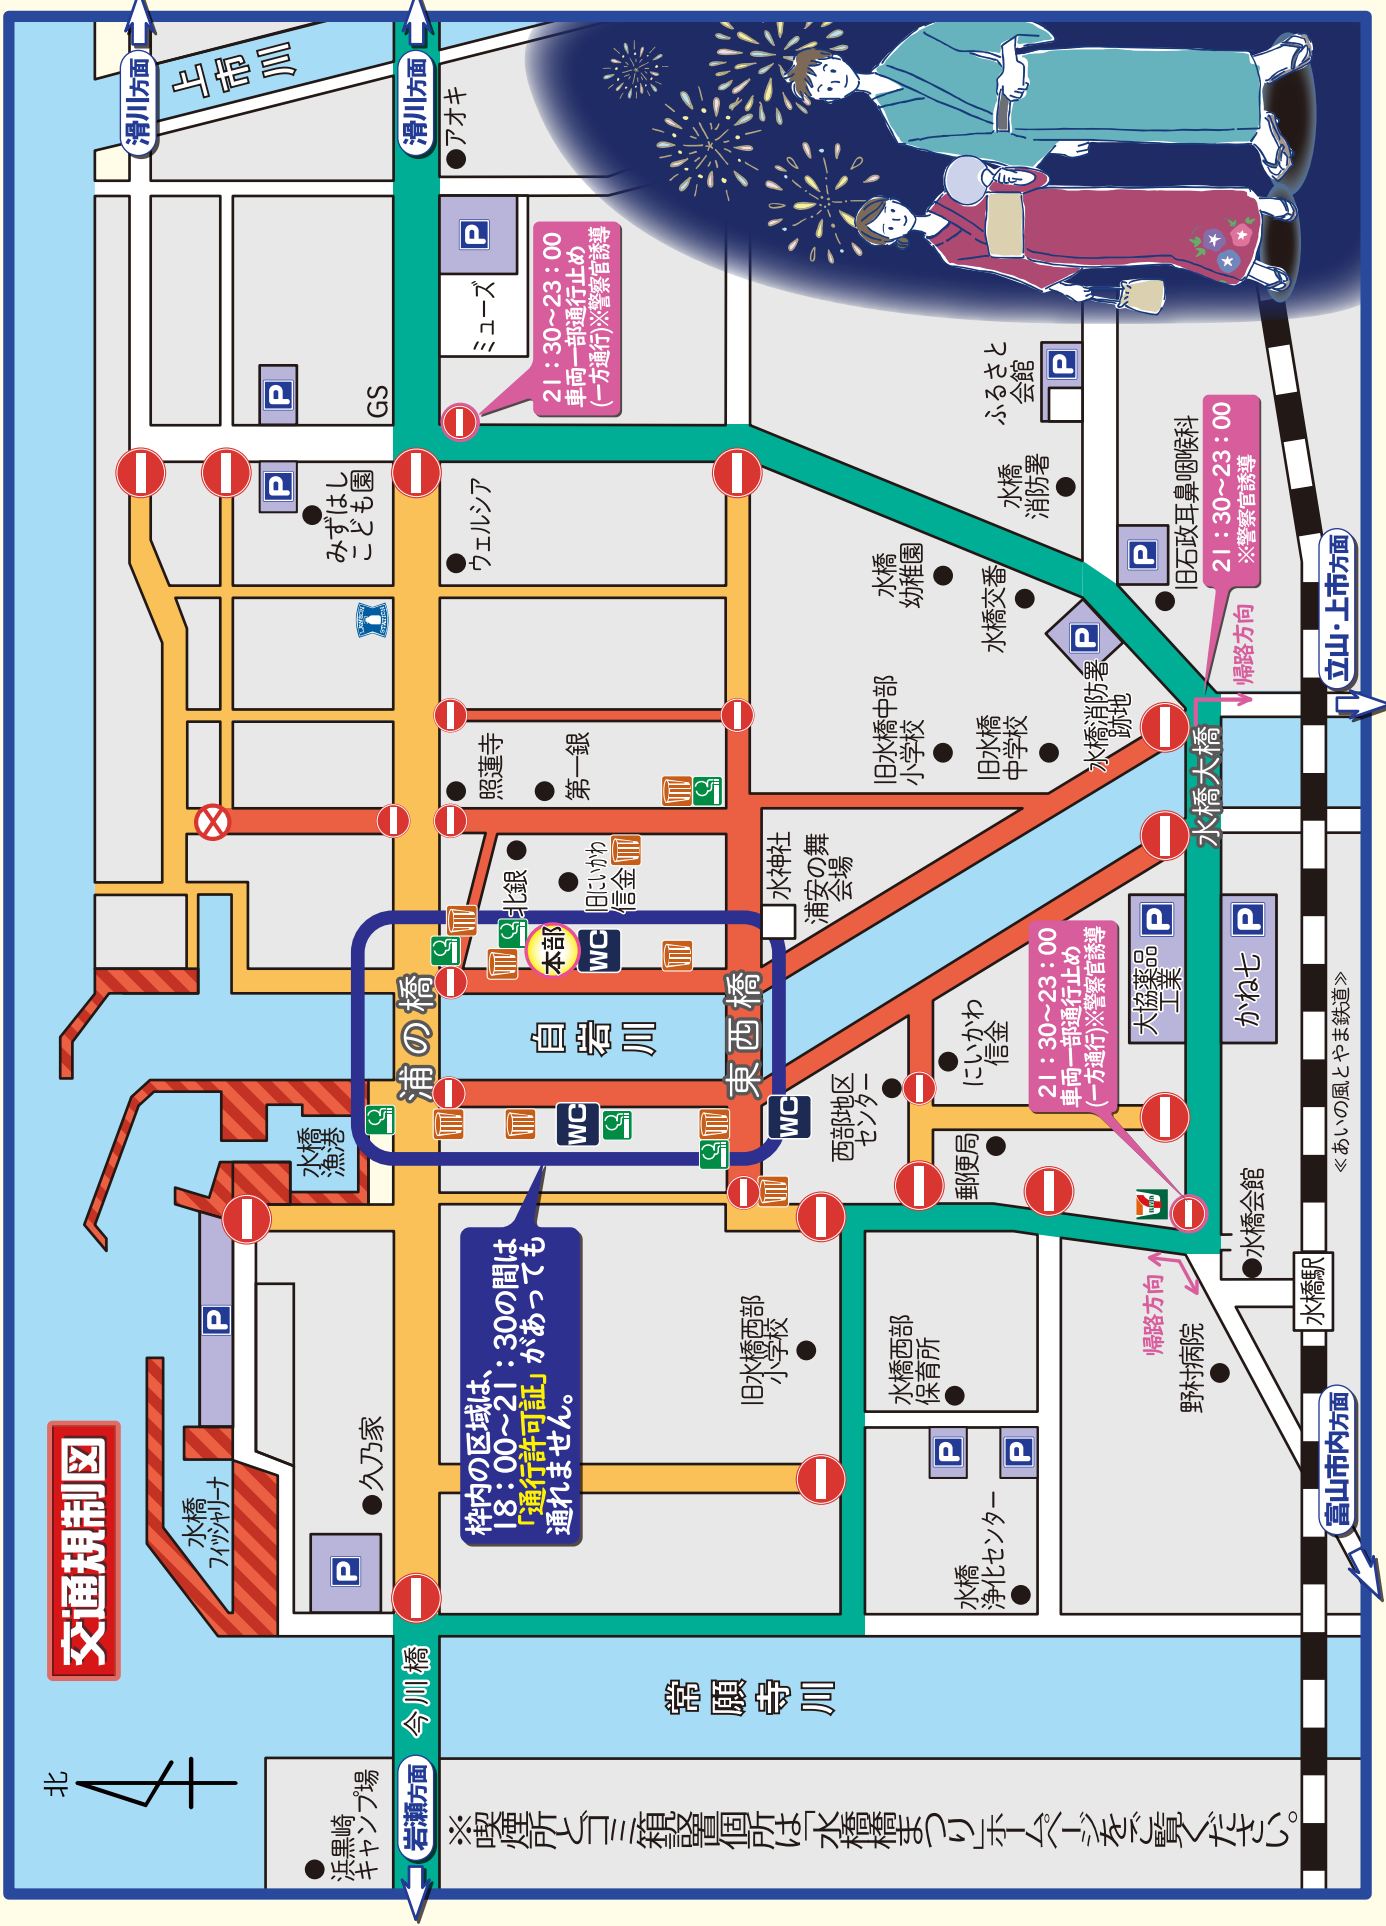 交通規制図
北
滑川方面
滑川方面
上市川
アオキ
P
ミューズ
21：30〜23：00
車両一部通行止め
(一方通行)※警察官誘導
P
GS
P
みずはし
こども園
ウェルシア
ふるさと
会館
P
水橋
消防署
旧石政耳鼻咽喉科
P
21：30〜23：00
※警察官誘導
帰路方向
立山・上市方面
水橋
幼稚園
水橋交番
P
水橋消防署
跡地
旧水橋中部
小学校
旧水橋
中学校
水橋大橋
照蓮寺
第一銀
北銀
旧にいかわ
信金
水神社
浦安の舞
会場
本部
WC
浦の橋
白岩川
東西橋
WC
WC
水橋
漁港
西部地区
センター
にいかわ
信金
21：30〜23：00
車両一部通行止め
(一方通行)※警察官誘導
大協薬品
工業
P
かね七
P
≪あいの風とやま鉄道≫
郵便局
7
水橋会館
水橋駅
帰路方向
野村病院
富山市内方面
枠内の区域は、
18：00〜21：30の間は
「通行許可証」があっても
通れません。
P
水橋
フィッシャリーナ
久乃家
P
旧水橋西部
小学校
水橋西部
保育所
P
P
水橋
浄化センター
今川橋
常願寺川
岩瀬方面
浜黒崎
キャンプ場
※喫煙所とゴミ箱設置個所は「水橋橋まつり」ホームページをご覧ください。